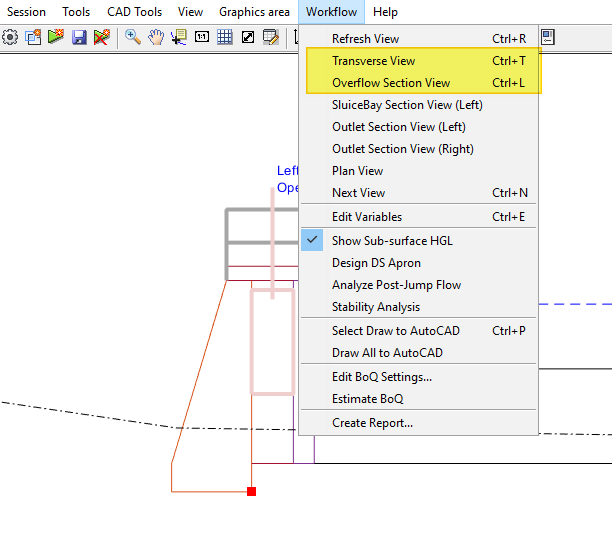 Session Tools CAD Tools View Graphics area Workflow Help
1:1
Refresh View Ctrl+R
Transverse View Ctrl+T
Overflow Section View Ctrl+L
SluiceBay Section View (Left)
Outlet Section View (Left)
Outlet Section View (Right)
Plan View
Next View Ctrl+N
Edit Variables Ctrl+E
Show Sub-surface HGL
Design DS Apron
Analyze Post-Jump Flow
Stability Analysis
Select Draw to AutoCAD Ctrl+P
Draw All to AutoCAD
Edit BoQ Settings...
Estimate BoQ
Create Report...
Left
Ope